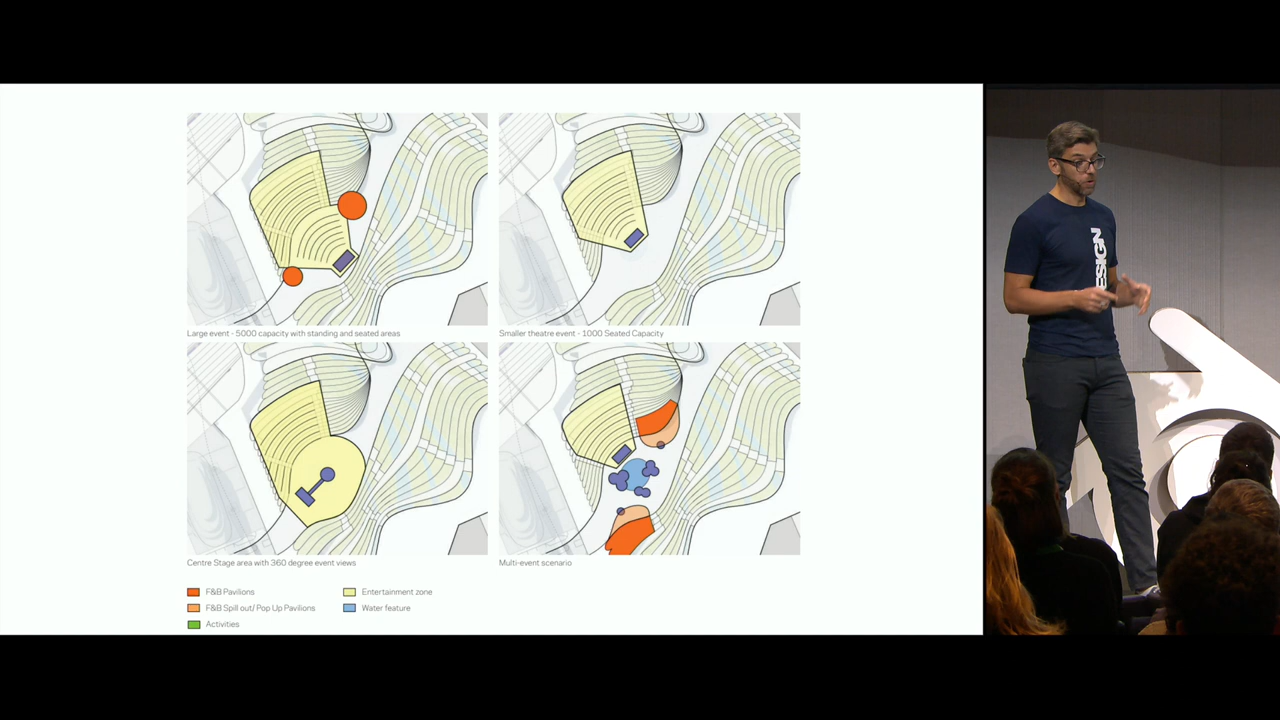 Large event - 5000 capacity with standing and seated areas
Smaller theatre event - 1000 Seated Capacity
Centre Stage area with 360 degree event views
Multi-event scenario
F&B Pavilions
Entertainment zone
F&B Spill out/ Pop Up Pavilions
Water feature
Activities